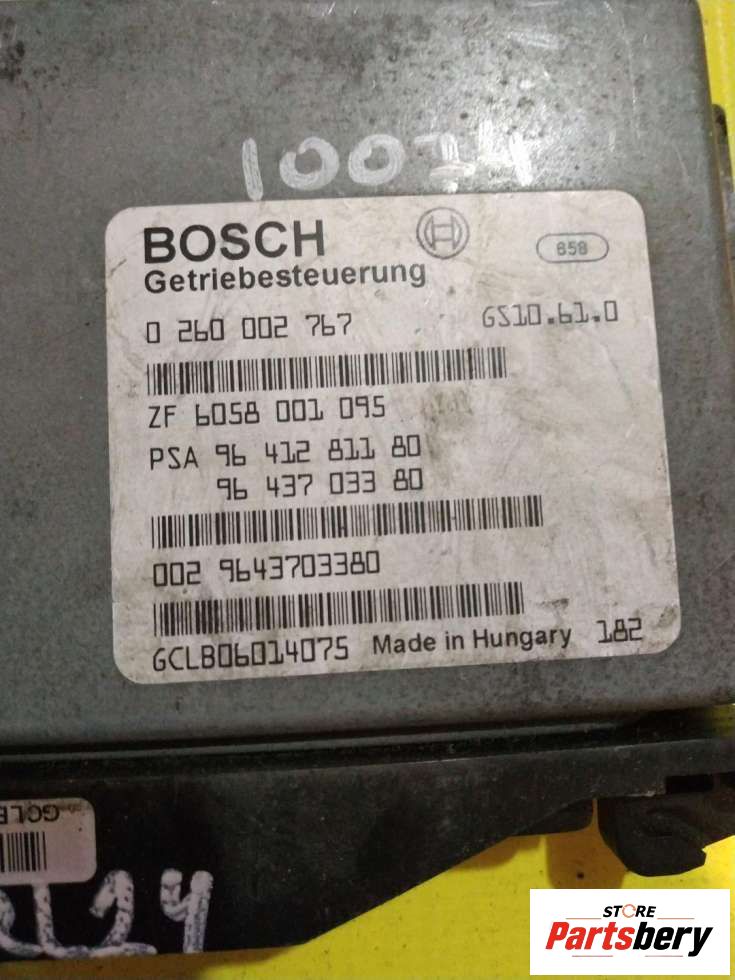 10024
BOSCH
858
Getriebesteuerung
0 260 002 767 GS10.61.0
ZF 6058 001 095
PSA 96 412 811 80
96 437 033 80
002 9643703380
GCLB06014075 Made in Hungary 182
STORE
Partsbery